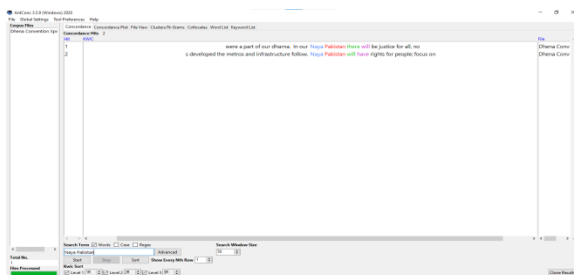 AntConc 3.5.9 (Windows) 2020
File Global Settings Tool Preferences Help
Corpus Files
Dhena Convention Spe
Concordance Concordance Plot File View Clusters/N-Grams Collocates Word List Keyword List
Concordance Hits 2
Hit KWIC File
1 were a part of our dharna. In our Naya Pakistan there will be justice for all, no Dhena Conv
2 s developed the metros and infrastructure follow. Naya Pakistan will have rights for people; focus on Dhena Conv
Search Term Words Case Regex Search Window Size
Naya Pakistan Advanced 50
Start Stop Sort Show Every Nth Row 1
Kwic Sort
Level 1 Level 2 Level 3
Total No.
1
Files Processed
Clone Results